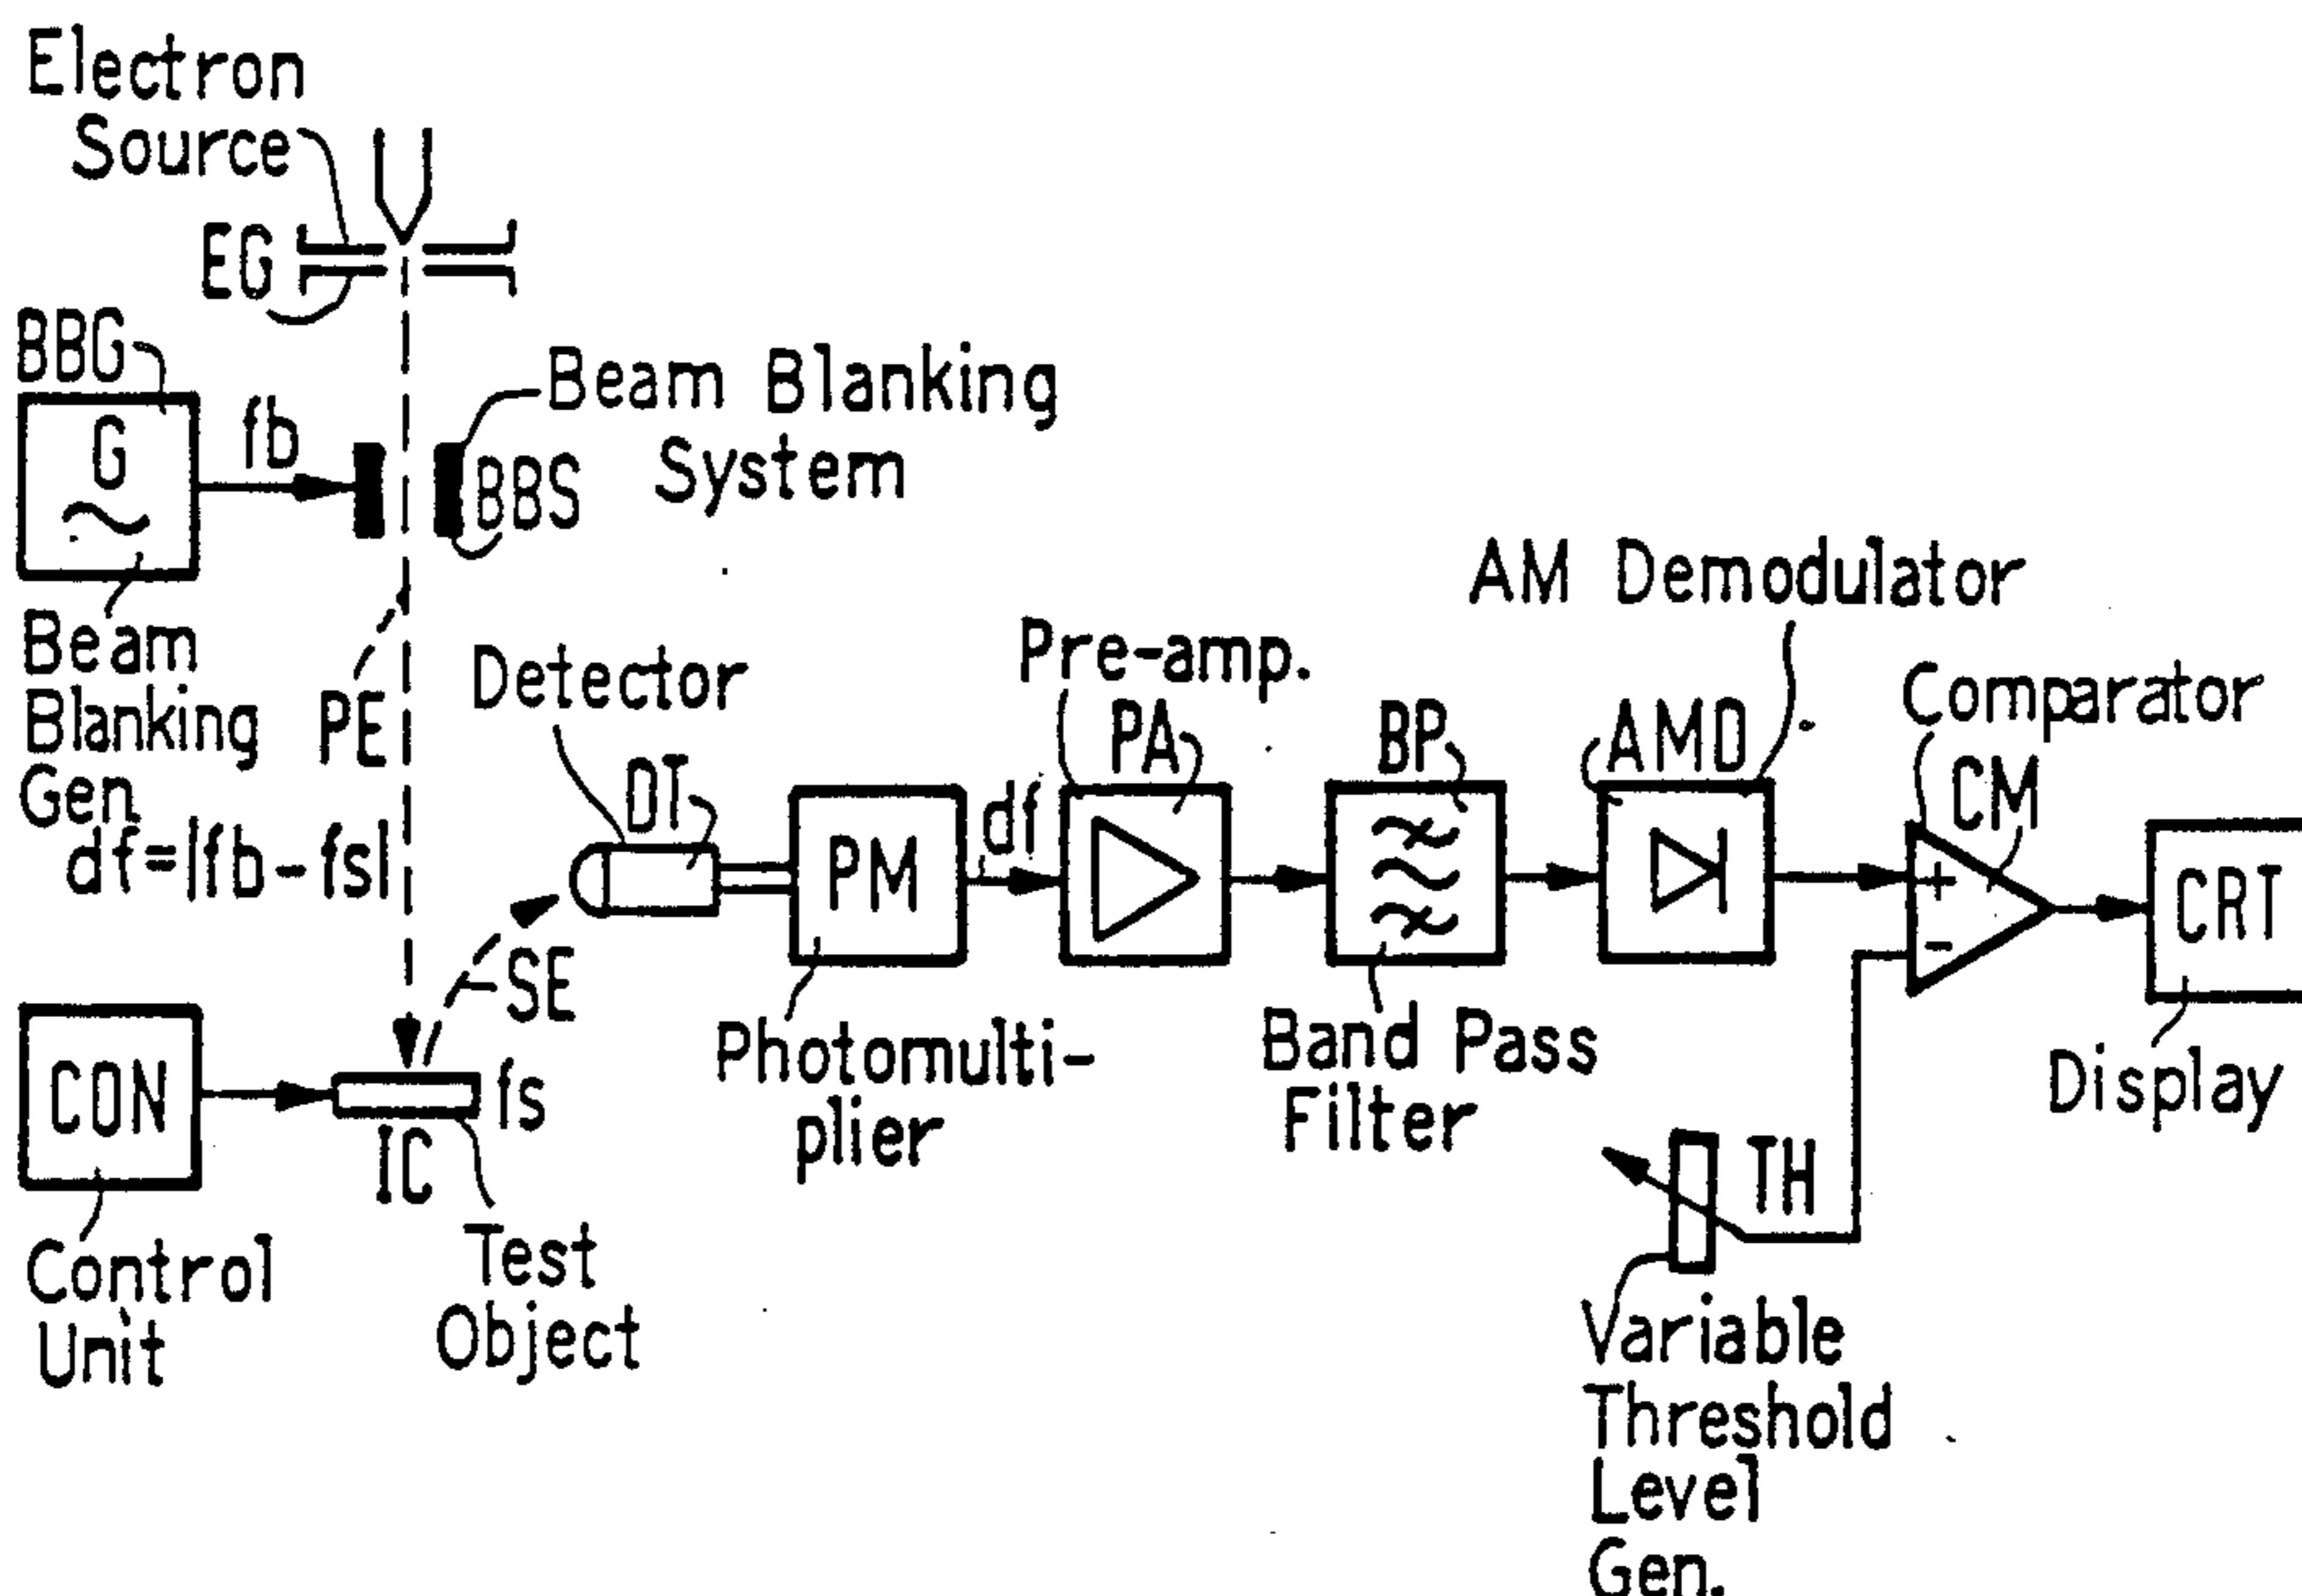 Electron
Source
EG
BBG
G
fb
Beam Blanking
System
BBS
Beam
Blanking
Gen.
df=|fb-fs|
PE
Detector
DT
PM
Photomulti-
plier
df
Pre-amp.
PA
BP
Band Pass
Filter
AM Demodulator
AMD
Comparator
CM
+
-
CRT
Display
SE
CON
Control
Unit
fs
IC
Test
Object
TH
Variable
Threshold
Level
Gen.